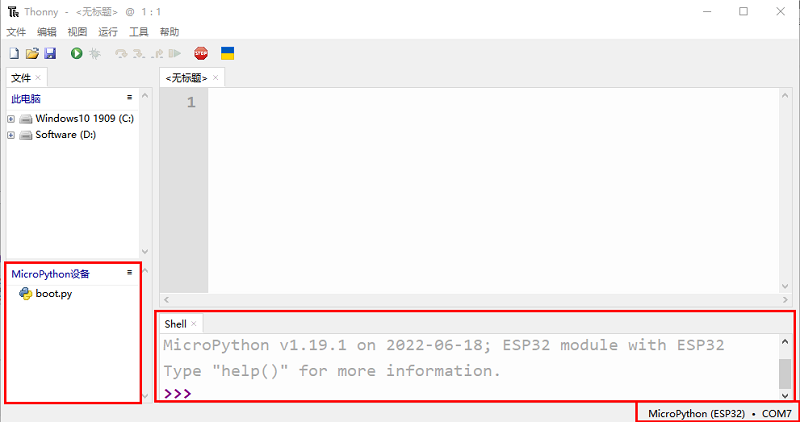 Thonny - <无标题> @ 1 : 1
文件 编辑 视图 运行 工具 帮助
STOP
文件 ×
<无标题> ×
此电脑 ≡
1
Windows10 1909 (C:)
Software (D:)
MicroPython设备 ≡
boot.py
Shell ×
MicroPython v1.19.1 on 2022-06-18; ESP32 module with ESP32
Type "help()" for more information.
>>>
MicroPython (ESP32) • COM7